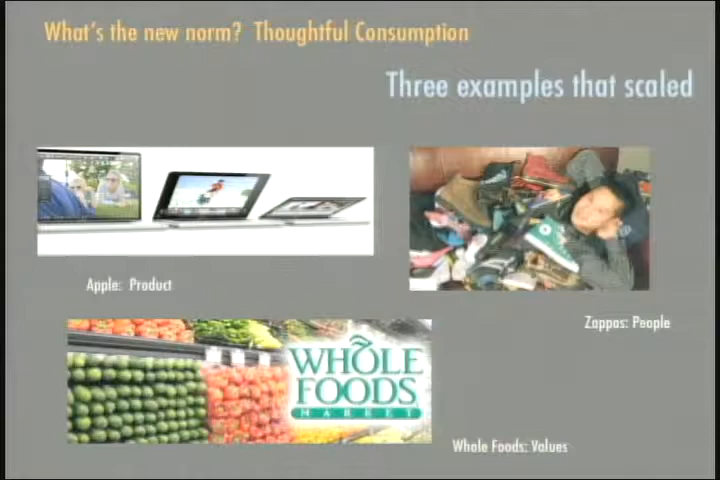 What's the new norm? Thoughtful Consumption
Three examples that scaled
Apple: Product
Zappos: People
WHOLE
FOODS
MARKET
Whole Foods: Values